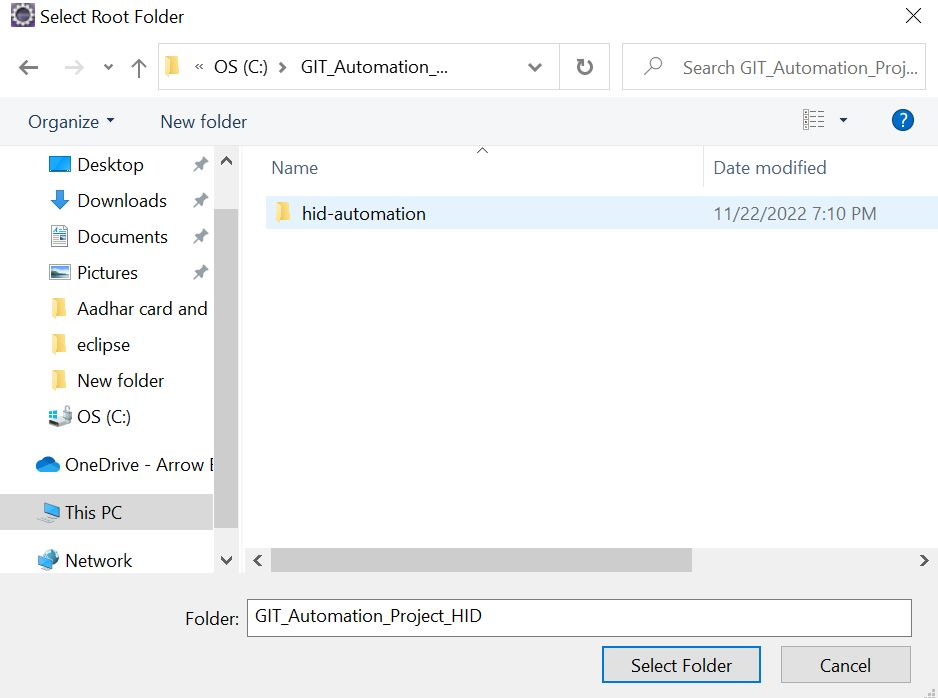 Select Root Folder
« OS (C:) GIT_Automation_... Search GIT_Automation_Proj...
Organize New folder ?
Name Date modified
Desktop
Downloads
Documents
Pictures
Aadhar card and
eclipse
New folder
OS (C:)
OneDrive - Arrow E
This PC
Network
hid-automation 11/22/2022 7:10 PM
Folder: GIT_Automation_Project_HID
Select Folder Cancel